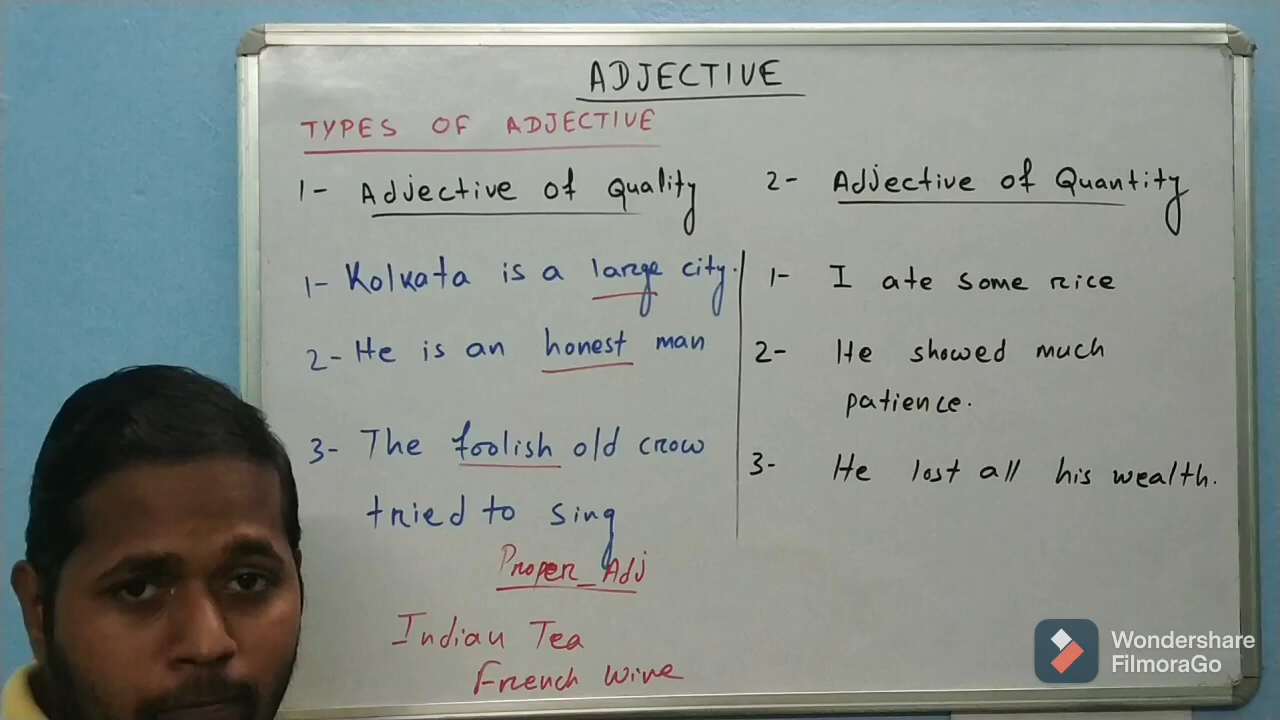 ADJECTIVE
TYPES OF ADJECTIVE
1- Adjective of Quality
1- Kolkata is a large city.
2- He is an honest man
3- The foolish old crow
tried to sing
Proper Adj
Indian Tea
French wine
2- Adjective of Quantity
1- I ate some rice
2- He showed much
patience.
3- He lost all his wealth.
Wondershare
FilmoraGo